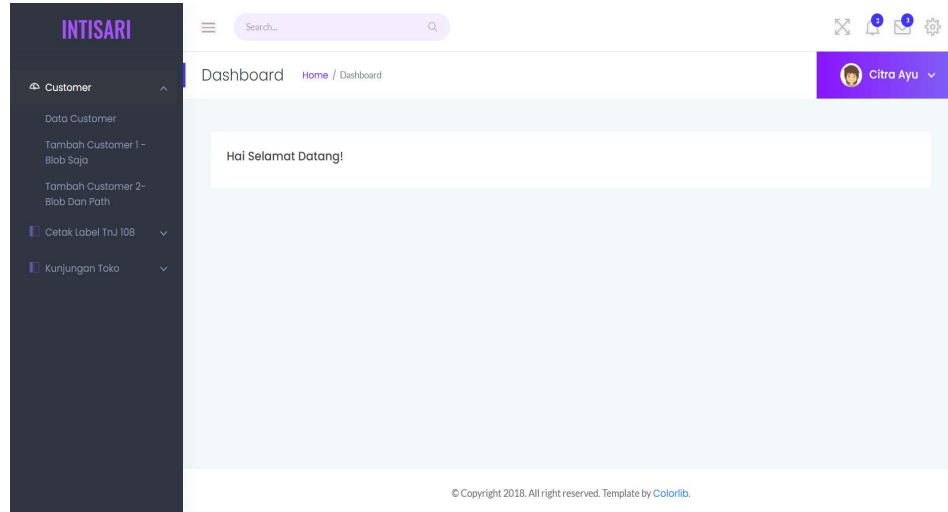 INTISARI
Search...
2
3
Dashboard Home / Dashboard
Citra Ayu
Customer
Data Customer
Tambah Customer 1 -
Blob Saja
Tambah Customer 2-
Blob Dan Path
Cetak Label TnJ 108
Kunjungan Toko
Hai Selamat Datang!
© Copyright 2018. All right reserved. Template by Colorlib.